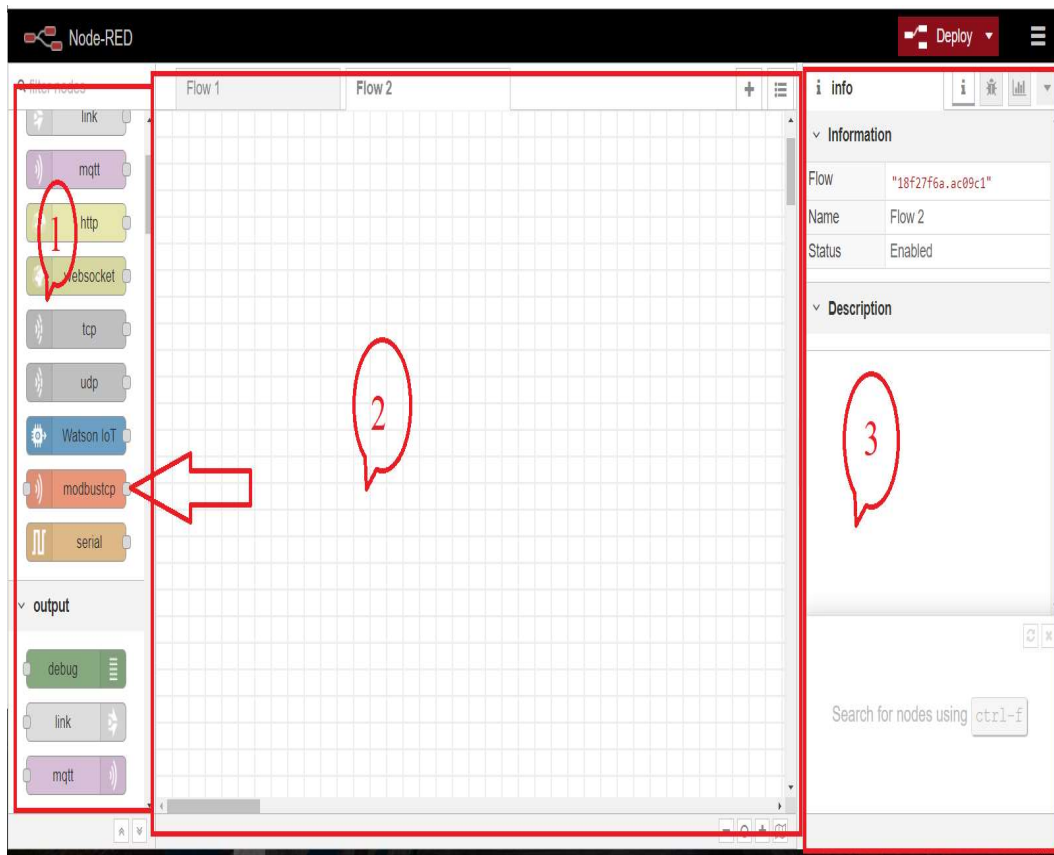 Node-RED
Deploy
filter nodes
Flow 1
Flow 2
info
i
link
mqtt
http
websocket
tcp
udp
Watson IoT
modbustcp
serial
output
debug
link
mqtt
1
2
Information
Flow "18f27f6a.ac09c1"
Name Flow 2
Status Enabled
Description
3
Search for nodes using ctrl-f